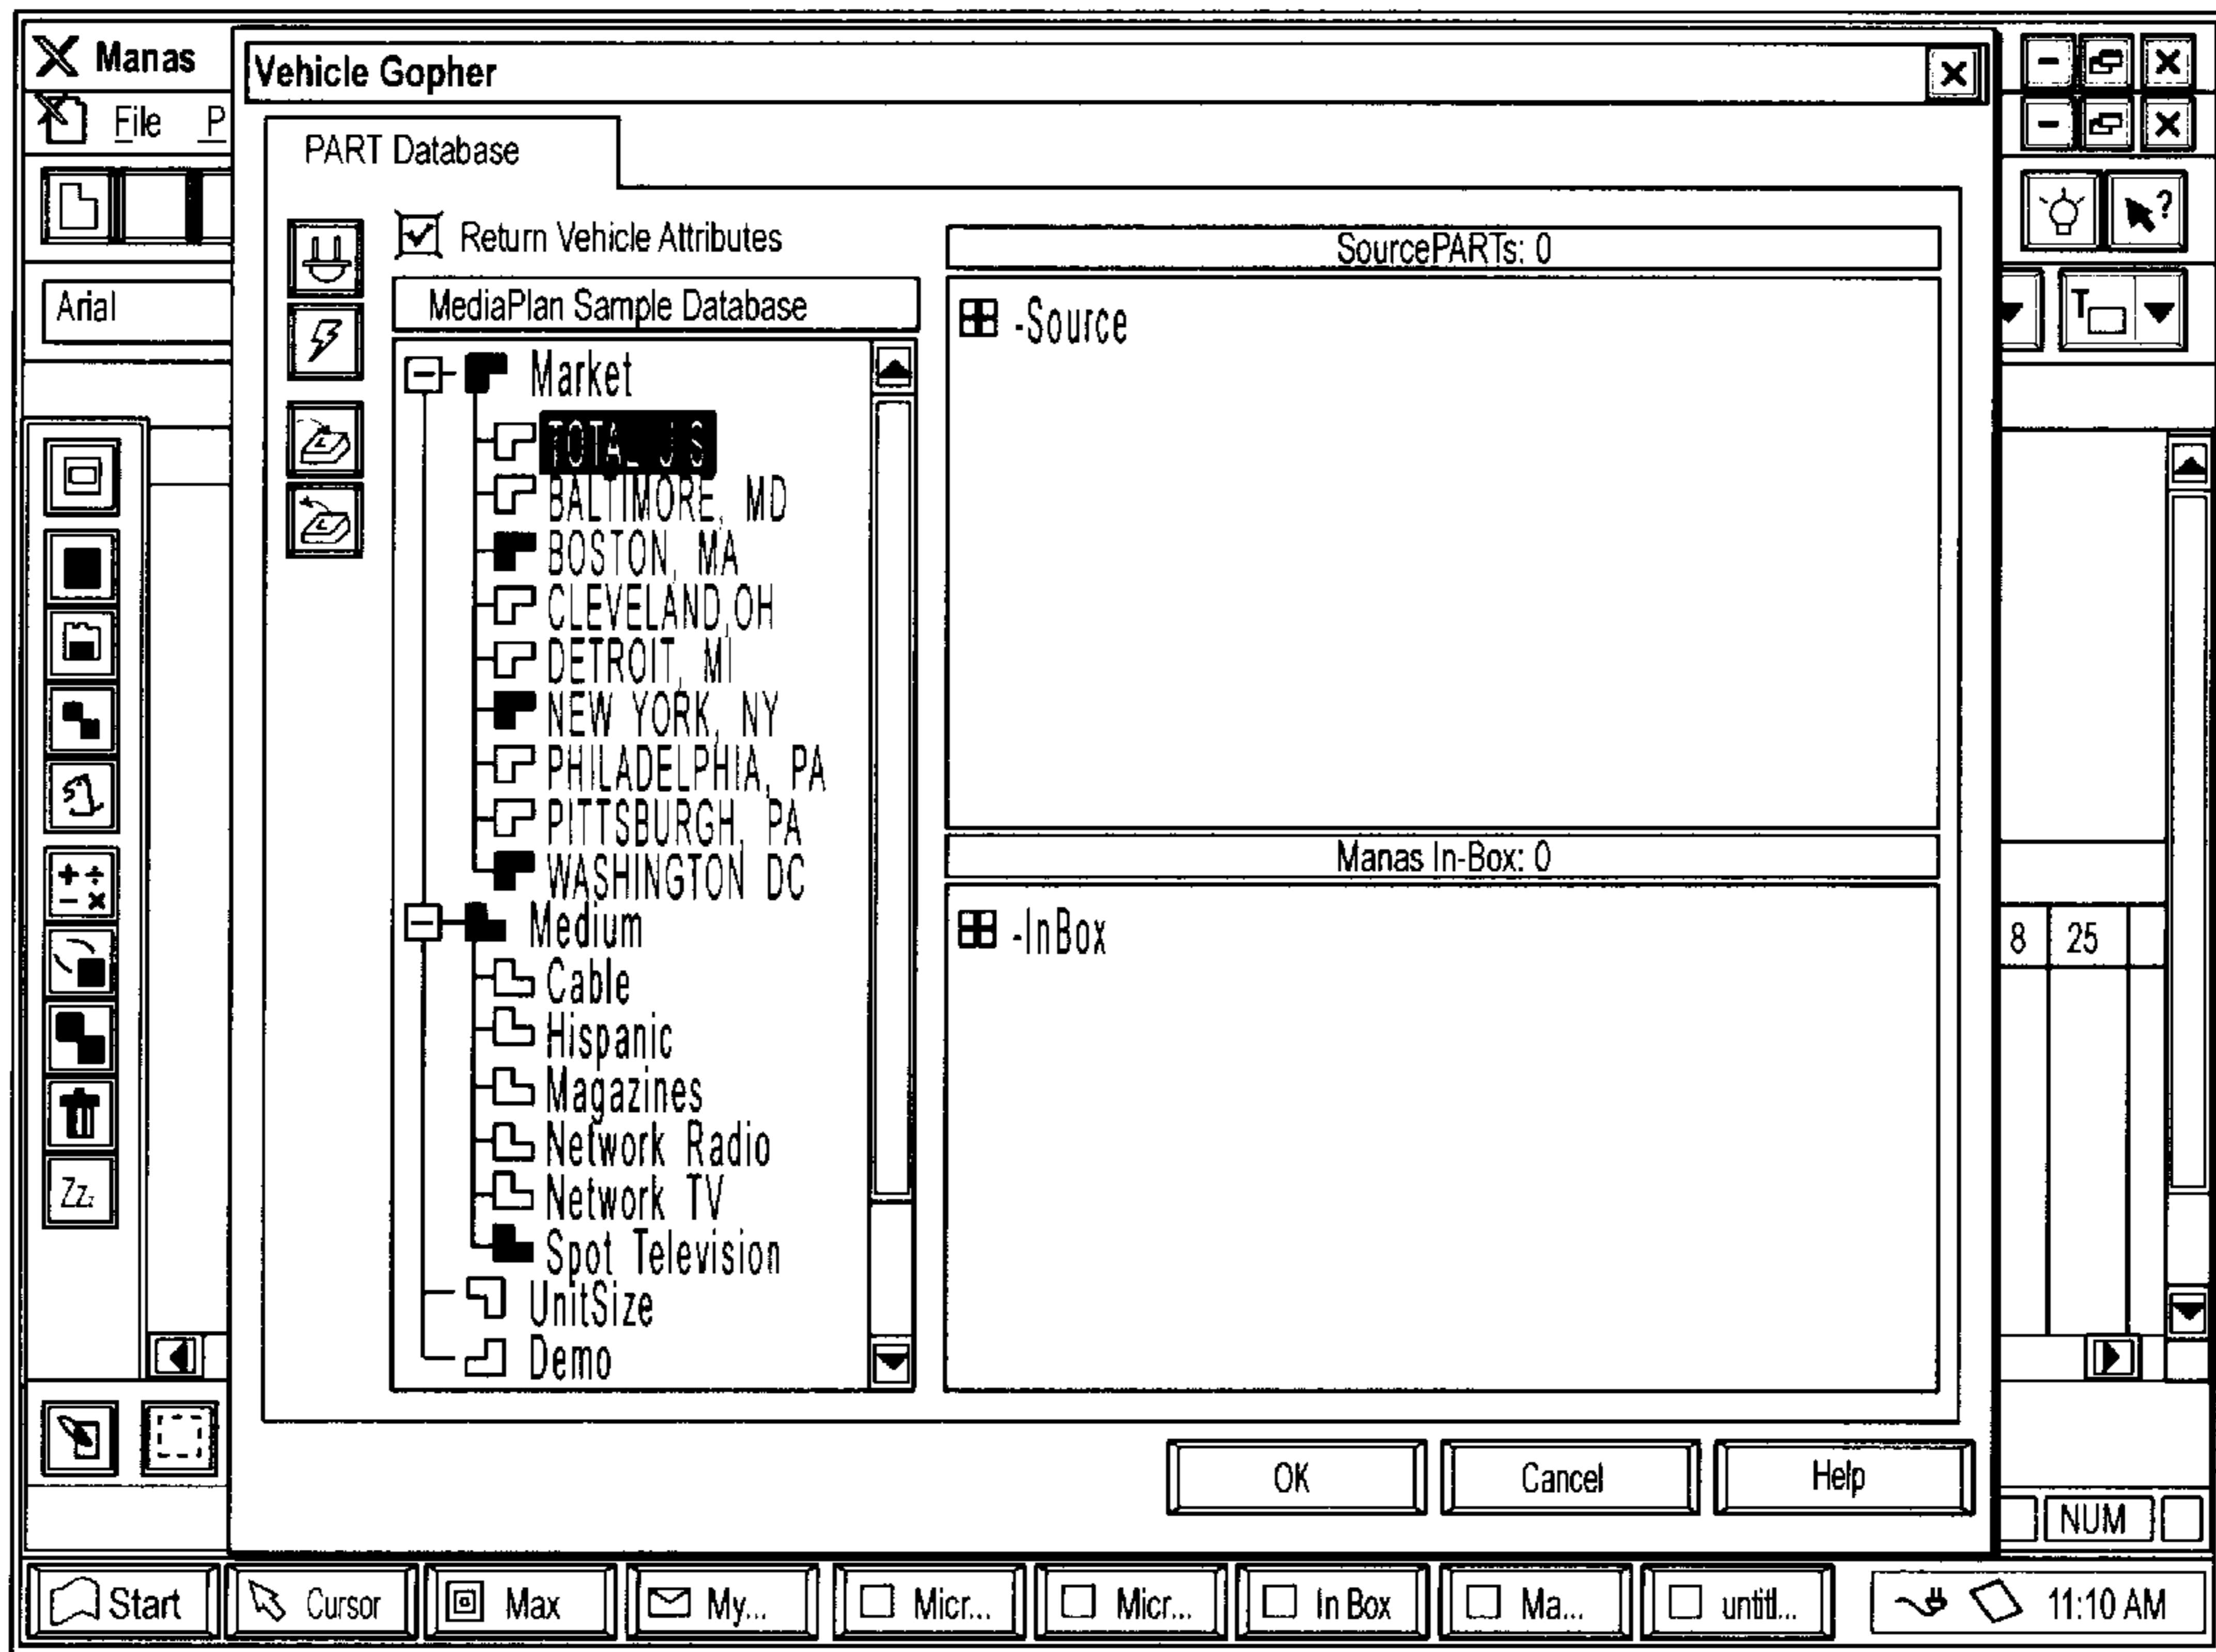 Manas
Vehicle Gopher
File P
PART Database
Return Vehicle Attributes
SourcePARTs: 0
Arial
MediaPlan Sample Database
-Source
Market
TOTAL US
BALTIMORE, MD
BOSTON, MA
CLEVELAND,OH
DETROIT, MI
NEW YORK, NY
PHILADELPHIA, PA
PITTSBURGH, PA
WASHINGTON DC
Medium
Cable
Hispanic
Magazines
Network Radio
Network TV
Spot Television
UnitSize
Demo
Manas In-Box: 0
-InBox
8 25
Zzz
OK Cancel Help
NUM
Start Cursor Max My... Micr... Micr... In Box Ma... untitl... 11:10 AM